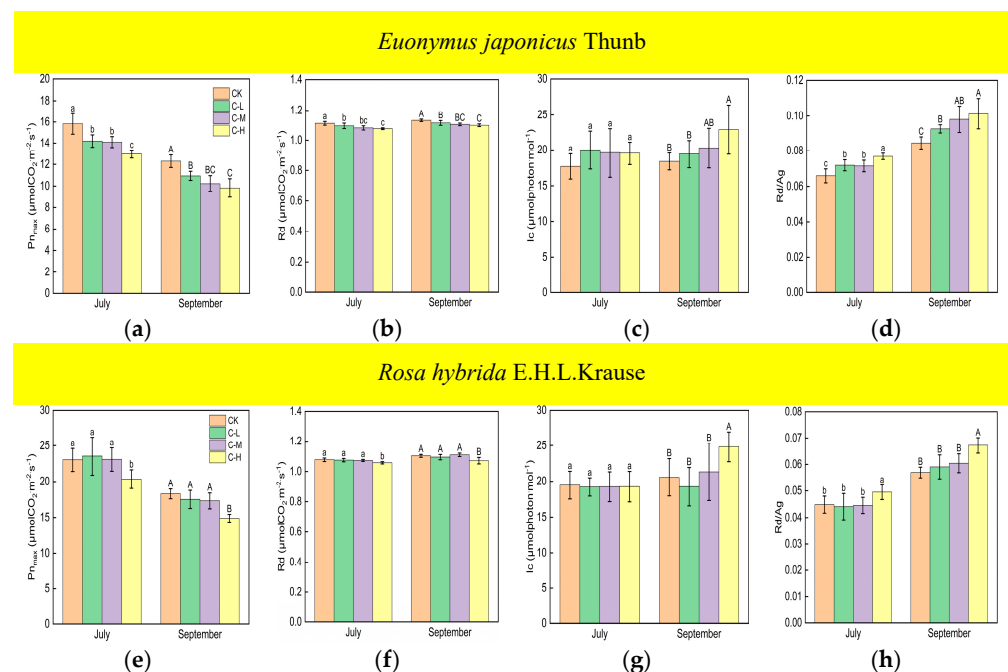 Euonymus japonicus Thunb
Pnmax (μmolCO2·m-2·s-1)
20
18
16
14
12
10
8
6
4
2
0
a
b
b
c
A
B
BC
C
CK
C-L
C-M
C-H
July
September
(a)
Rd (μmolCO2·m-2·s-1)
1.4
1.2
1.0
0.8
0.6
0.4
0.2
0.0
a
b
bc
c
A
B
BC
C
July
September
(b)
Ic (μmolphoton·mol-1)
30
25
20
15
10
5
0
a
a
a
a
B
B
AB
A
July
September
(c)
Rd/Ag
0.12
0.10
0.08
0.06
0.04
0.02
0.00
c
b
b
a
C
B
AB
A
July
September
(d)
Rosa hybrida E.H.L.Krause
Pnmax (μmolCO2·m-2·s-1)
30
25
20
15
10
5
0
a
a
a
b
A
A
A
B
CK
C-L
C-M
C-H
July
September
(e)
Rd (μmolCO2·m-2·s-1)
1.4
1.2
1.0
0.8
0.6
0.4
0.2
0.0
a
a
a
b
A
A
A
B
July
September
(f)
Ic (μmolphoton·mol-1)
30
25
20
15
10
5
0
a
a
a
a
B
B
B
A
July
September
(g)
Rd/Ag
0.08
0.07
0.06
0.05
0.04
0.03
0.02
0.01
0.00
b
b
b
a
B
B
B
A
July
September
(h)